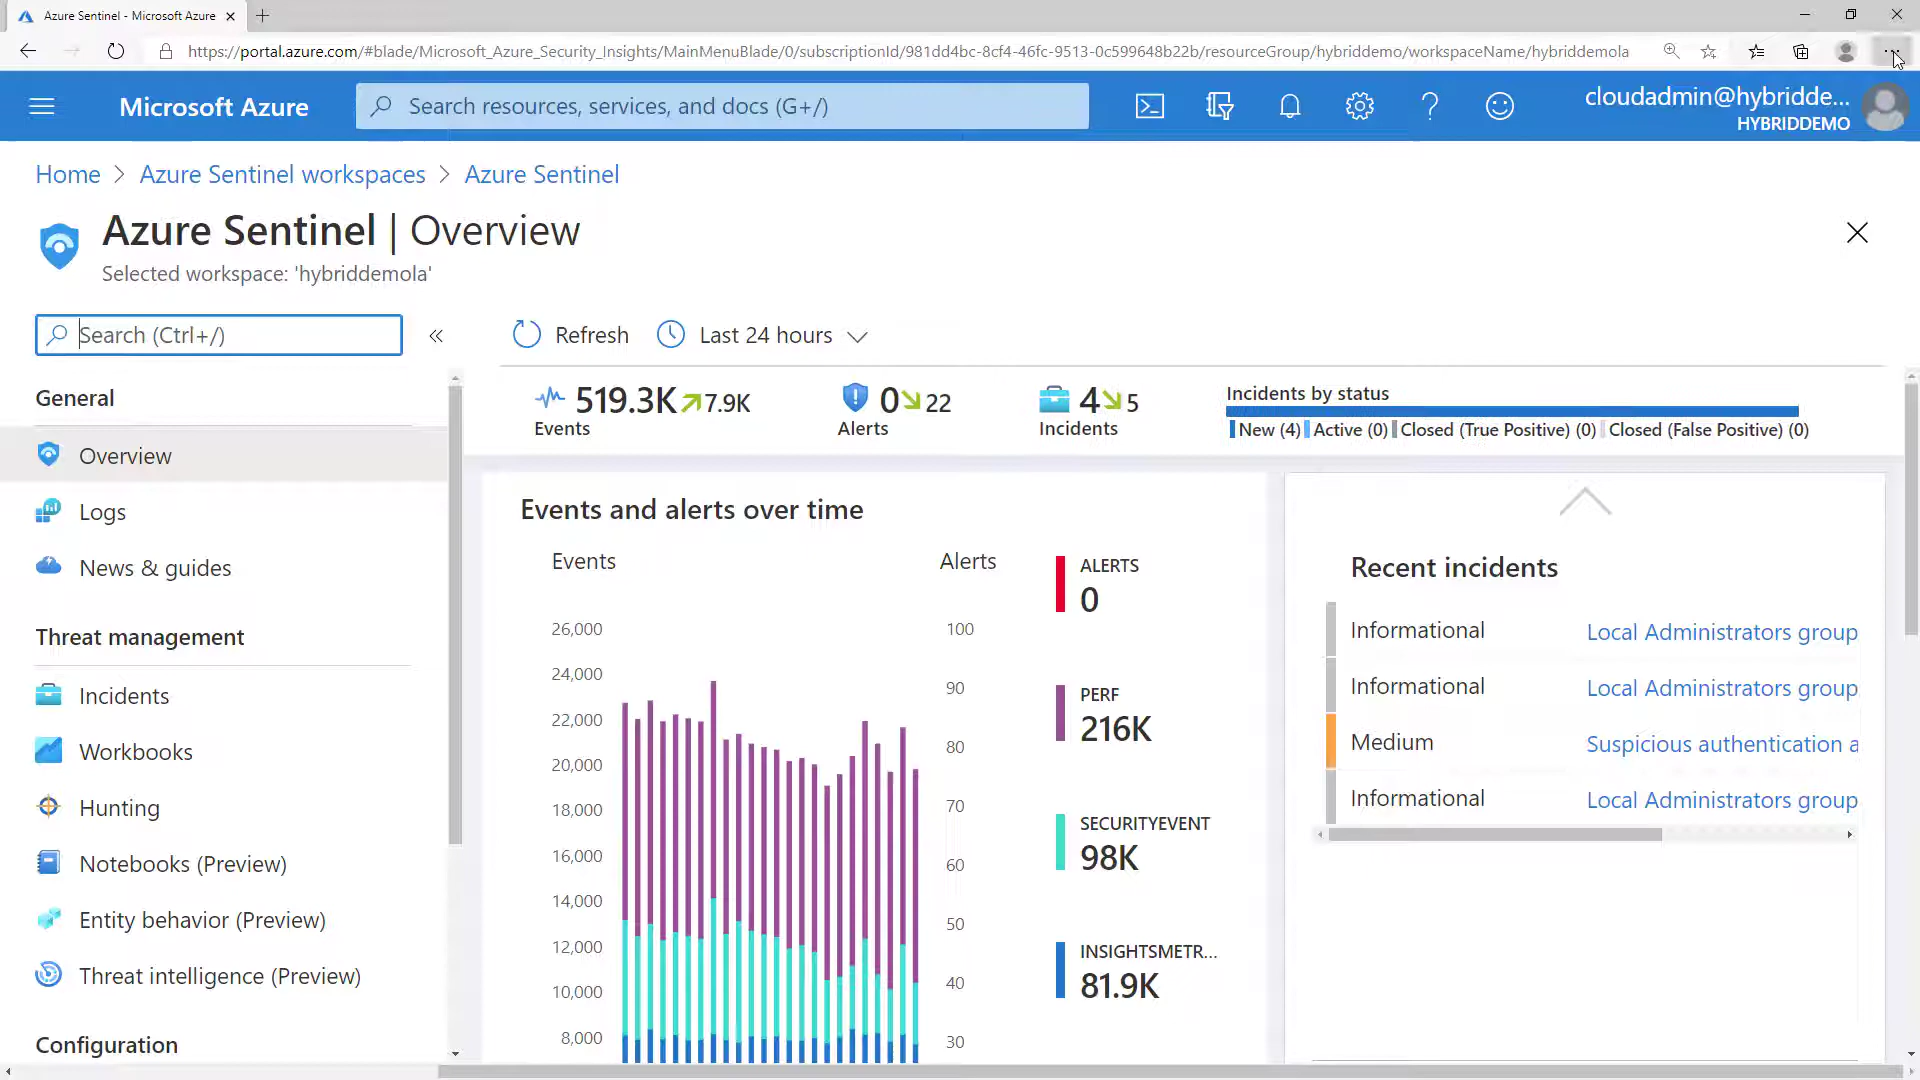 Azure Sentinel - Microsoft Azure
https://portal.azure.com/#blade/Microsoft_Azure_Security_Insights/MainMenuBlade/0/subscriptionId/981dd4bc-8cf4-46fc-9513-0c599648b22b/resourceGroup/hybriddemo/workspaceName/hybriddemola
Microsoft Azure
Search resources, services, and docs (G+/)
cloudadmin@hybridde...
HYBRIDDEMO
Home > Azure Sentinel workspaces > Azure Sentinel
Azure Sentinel | Overview
Selected workspace: 'hybriddemola'
Search (Ctrl+/)
«
Refresh
Last 24 hours
General
Overview
Logs
News & guides
Threat management
Incidents
Workbooks
Hunting
Notebooks (Preview)
Entity behavior (Preview)
Threat intelligence (Preview)
Configuration
519.3K 7.9K
Events
0 22
Alerts
4 5
Incidents
Incidents by status
New (4) Active (0) Closed (True Positive) (0) Closed (False Positive) (0)
Events and alerts over time
Events
Alerts
26,000
24,000
22,000
20,000
18,000
16,000
14,000
12,000
10,000
8,000
100
90
80
70
60
50
40
30
ALERTS
0
PERF
216K
SECURITYEVENT
98K
INSIGHTSMETR...
81.9K
Recent incidents
Informational Local Administrators group
Informational Local Administrators group
Medium Suspicious authentication a
Informational Local Administrators group